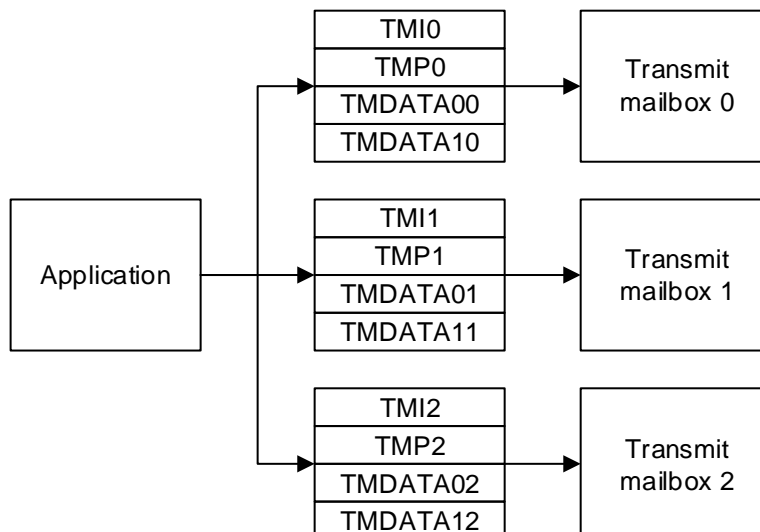 TMI0
TMP0
TMDATA00
TMDATA10
Transmit
mailbox 0
Application
TMI1
TMP1
TMDATA01
TMDATA11
Transmit
mailbox 1
TMI2
TMP2
TMDATA02
TMDATA12
Transmit
mailbox 2